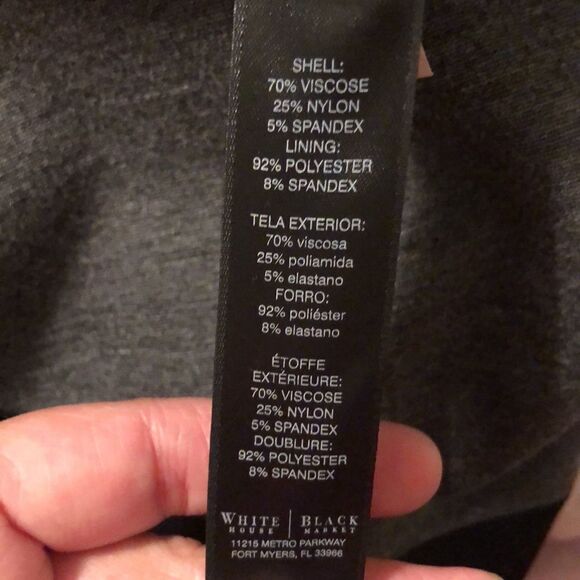 SHELL:
70% VISCOSE
25% NYLON
5% SPANDEX
LINING:
92% POLYESTER
8% SPANDEX
TELA EXTERIOR:
70% viscosa
25% poliamida
5% elastano
FORRO:
92% poliéster
8% elastano
ÉTOFFE
EXTÉRIEURE:
70% VISCOSE
25% NYLON
5% SPANDEX
DOUBLURE:
92% POLYESTER
8% SPANDEX
WHITE | BLACK
HOUSE | MARKET
11215 METRO PARKWAY
FORT MYERS, FL 33966